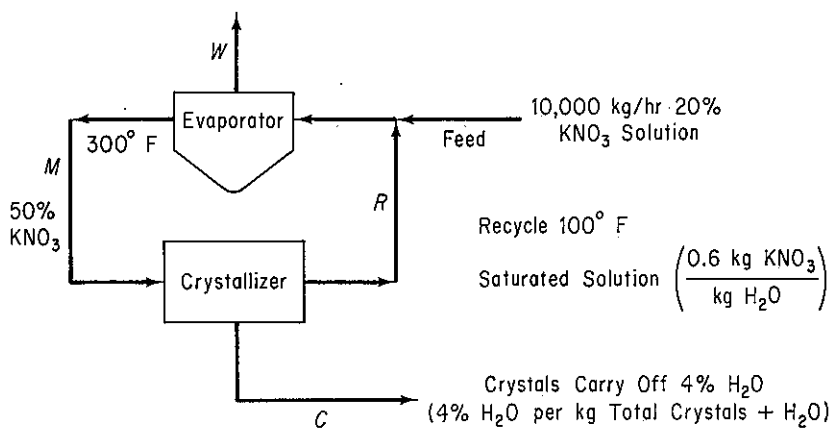 W
Evaporator
10,000 kg/hr 20%
KNO₃ Solution
300° F
Feed
M
R
50%
KNO₃
Recycle 100° F
Crystallizer
Saturated Solution (0.6 kg KNO₃ / kg H₂O)
Crystals Carry Off 4% H₂O
(4% H₂O per kg Total Crystals + H₂O)
C